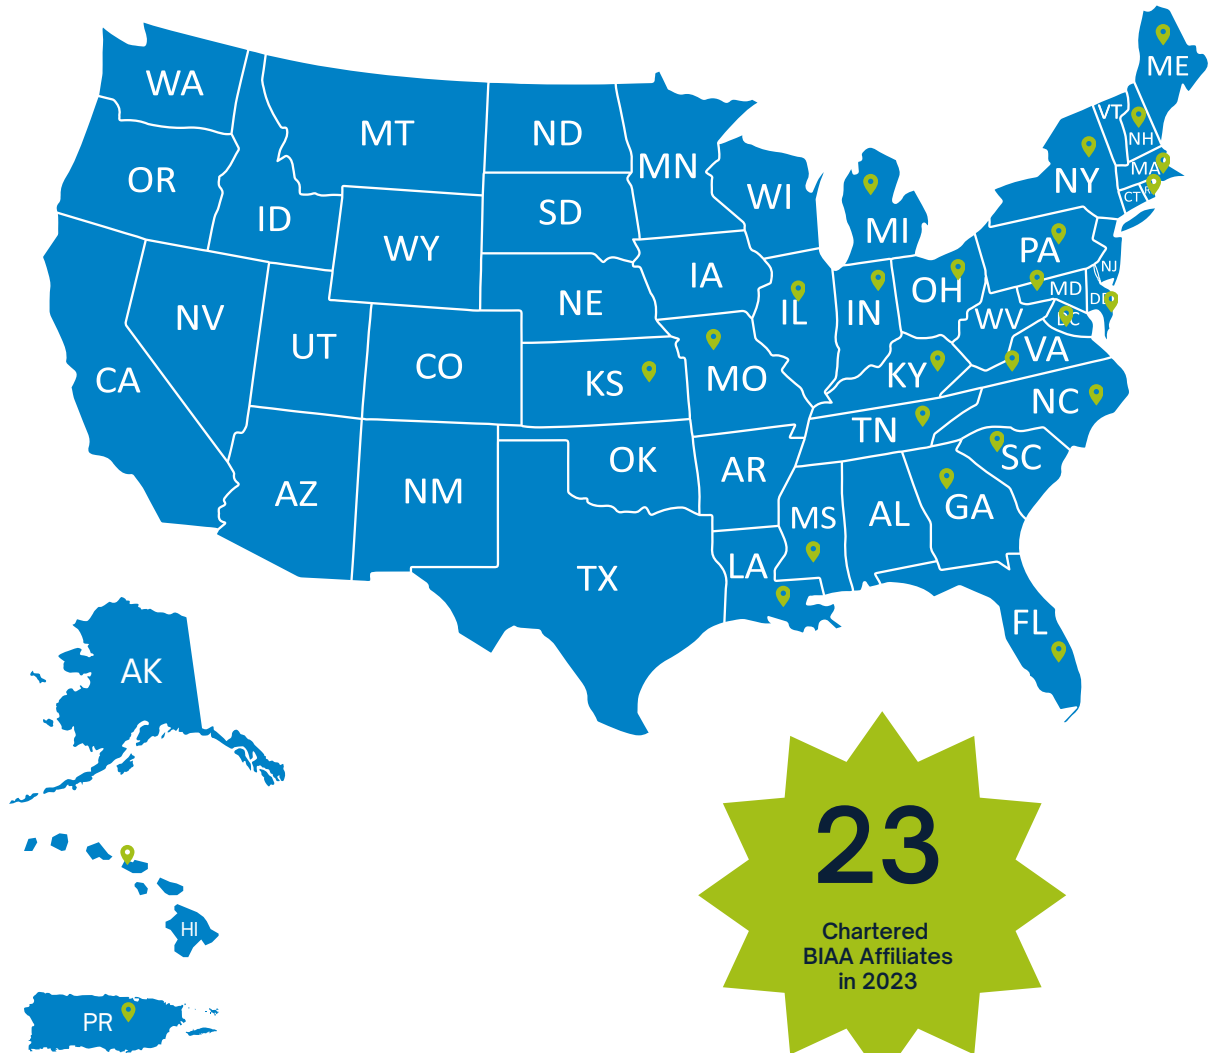 WA
MT
ND
MN
ME
VT
NH
OR
ID
SD
WI
MI
NY
MA
CT
WY
IA
PA
NJ
NV
NE
IL
IN
OH
MD
DE
DC
UT
CO
KS
MO
WV
VA
KY
CA
NC
TN
AZ
NM
OK
AR
SC
MS
AL
GA
TX
LA
FL
AK
HI
PR
23
Chartered
BIAA Affiliates
in 2023